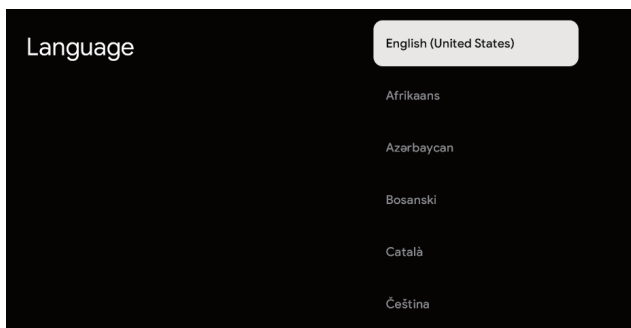 Language
English (United States)
Afrikaans
Azərbaycan
Bosanski
Català
Čeština